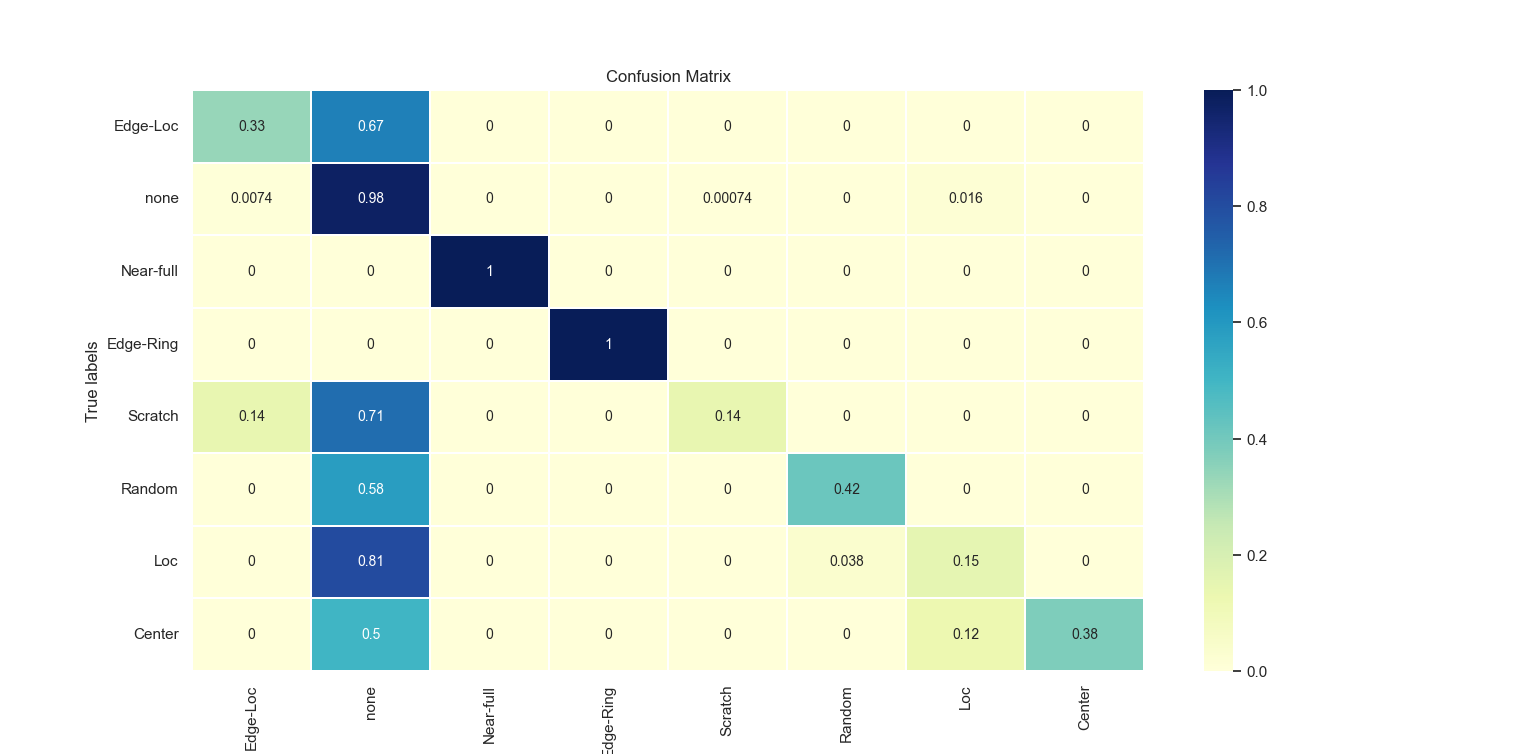 Confusion Matrix
Edge-Loc 0.33 0.67 0 0 0 0 0 0
none 0.0074 0.98 0 0 0.00074 0 0.016 0
Near-full 0 0 1 0 0 0 0 0
Edge-Ring 0 0 0 1 0 0 0 0
Scratch 0.14 0.71 0 0 0.14 0 0 0
Random 0 0.58 0 0 0 0.42 0 0
Loc 0 0.81 0 0 0 0.038 0.15 0
Center 0 0.5 0 0 0 0 0.12 0.38
True labels
Edge-Loc none Near-full Edge-Ring Scratch Random Loc Center
1.0
0.8
0.6
0.4
0.2
0.0